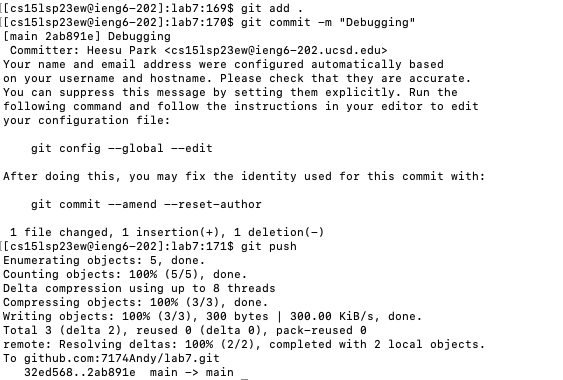 [[cs15lsp23ew@ieng6-202]:lab7:169$ git add .
[[cs15lsp23ew@ieng6-202]:lab7:170$ git commit -m "Debugging"
[main 2ab891e] Debugging
 Committer: Heesu Park <cs15lsp23ew@ieng6-202.ucsd.edu>
Your name and email address were configured automatically based
on your username and hostname. Please check that they are accurate.
You can suppress this message by setting them explicitly. Run the
following command and follow the instructions in your editor to edit
your configuration file:

    git config --global --edit

After doing this, you may fix the identity used for this commit with:

    git commit --amend --reset-author

 1 file changed, 1 insertion(+), 1 deletion(-)
[[cs15lsp23ew@ieng6-202]:lab7:171$ git push
Enumerating objects: 5, done.
Counting objects: 100% (5/5), done.
Delta compression using up to 8 threads
Compressing objects: 100% (3/3), done.
Writing objects: 100% (3/3), 300 bytes | 300.00 KiB/s, done.
Total 3 (delta 2), reused 0 (delta 0), pack-reused 0
remote: Resolving deltas: 100% (2/2), completed with 2 local objects.
To github.com:7174Andy/lab7.git
   32ed568..2ab891e  main -> main